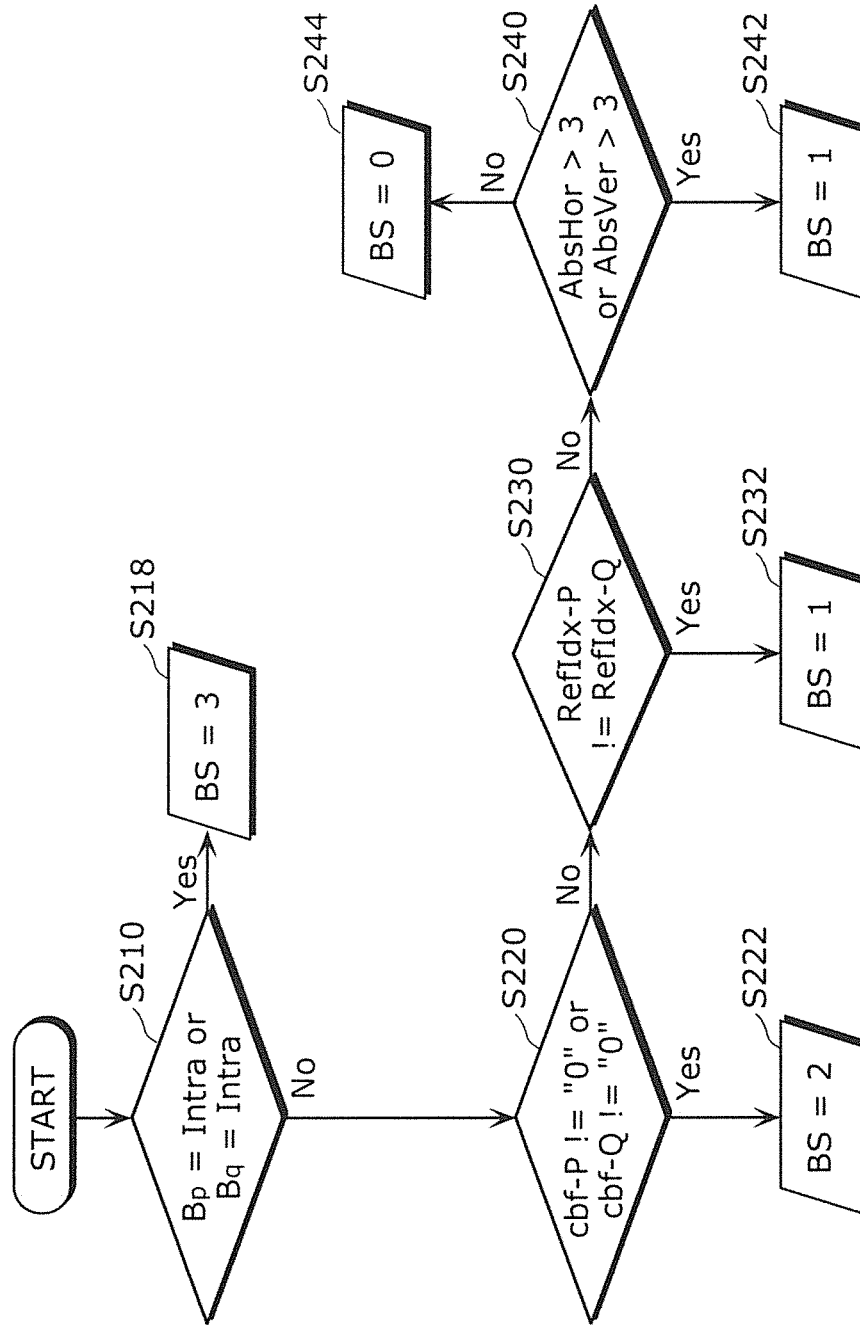 START
S210
Bp = Intra or
Bq = Intra
Yes
No
S218
BS = 3
S220
cbf-P != "0" or
cbf-Q != "0"
No
Yes
S222
BS = 2
S230
RefIdx-P
!= RefIdx-Q
No
Yes
S232
BS = 1
S240
AbsHor > 3
or AbsVer > 3
No
Yes
S244
BS = 0
S242
BS = 1